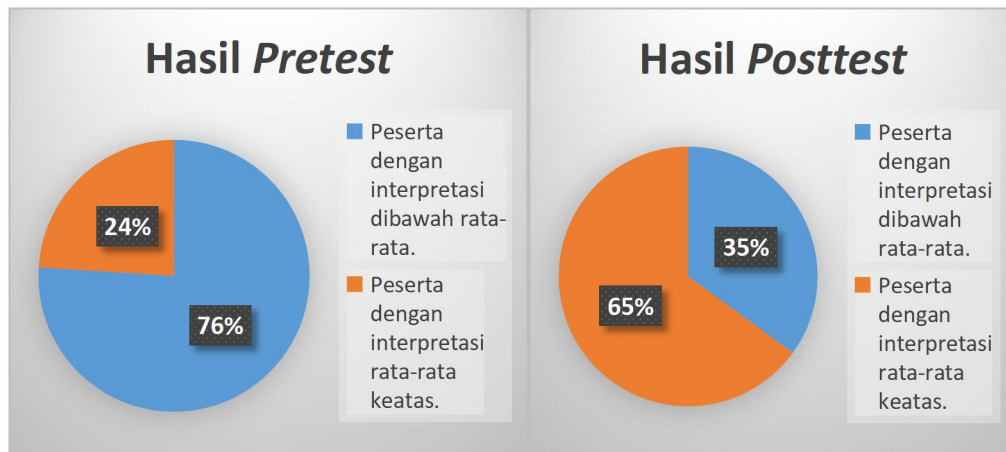 Hasil Pretest
24%
76%
Peserta
dengan
interpretasi
dibawah rata-
rata.
Peserta
dengan
interpretasi
rata-rata
keatas.
Hasil Posttest
35%
65%
Peserta
dengan
interpretasi
dibawah
rata-rata.
Peserta
dengan
interpretasi
rata-rata
keatas.